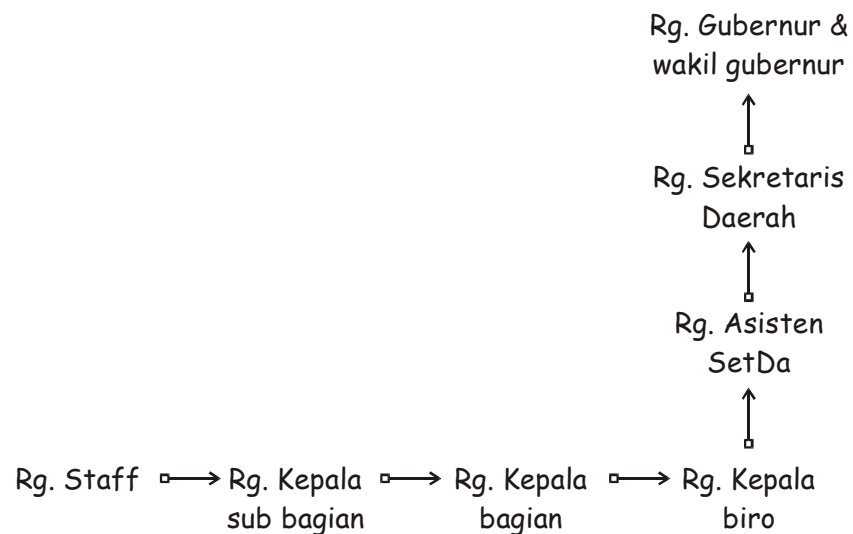 Rg. Gubernur &
wakil gubernur
Rg. Sekretaris
Daerah
Rg. Asisten
SetDa
Rg. Staff
Rg. Kepala
sub bagian
Rg. Kepala
bagian
Rg. Kepala
biro